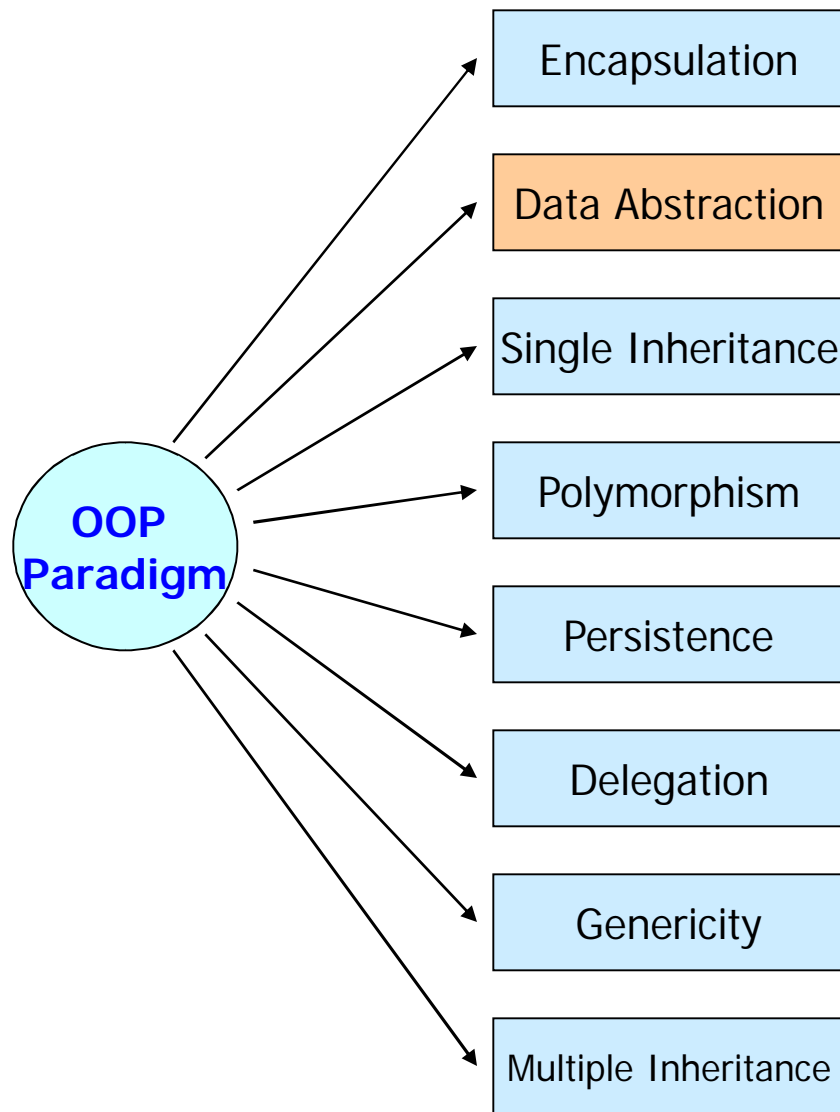 Encapsulation
Data Abstraction
Single Inheritance
Polymorphism
OOP
Paradigm
Persistence
Delegation
Genericity
Multiple Inheritance